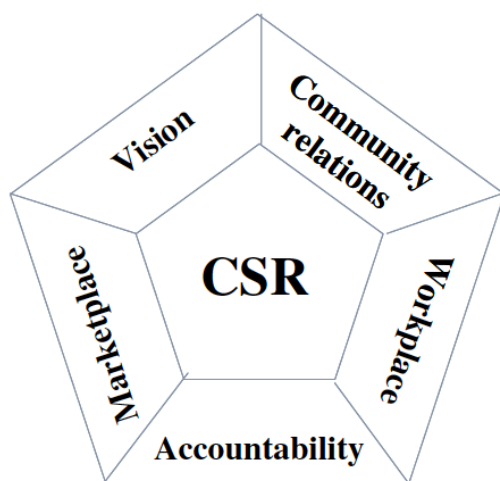 Vision
Community
relations
CSR
Marketplace
Workplace
Accountability